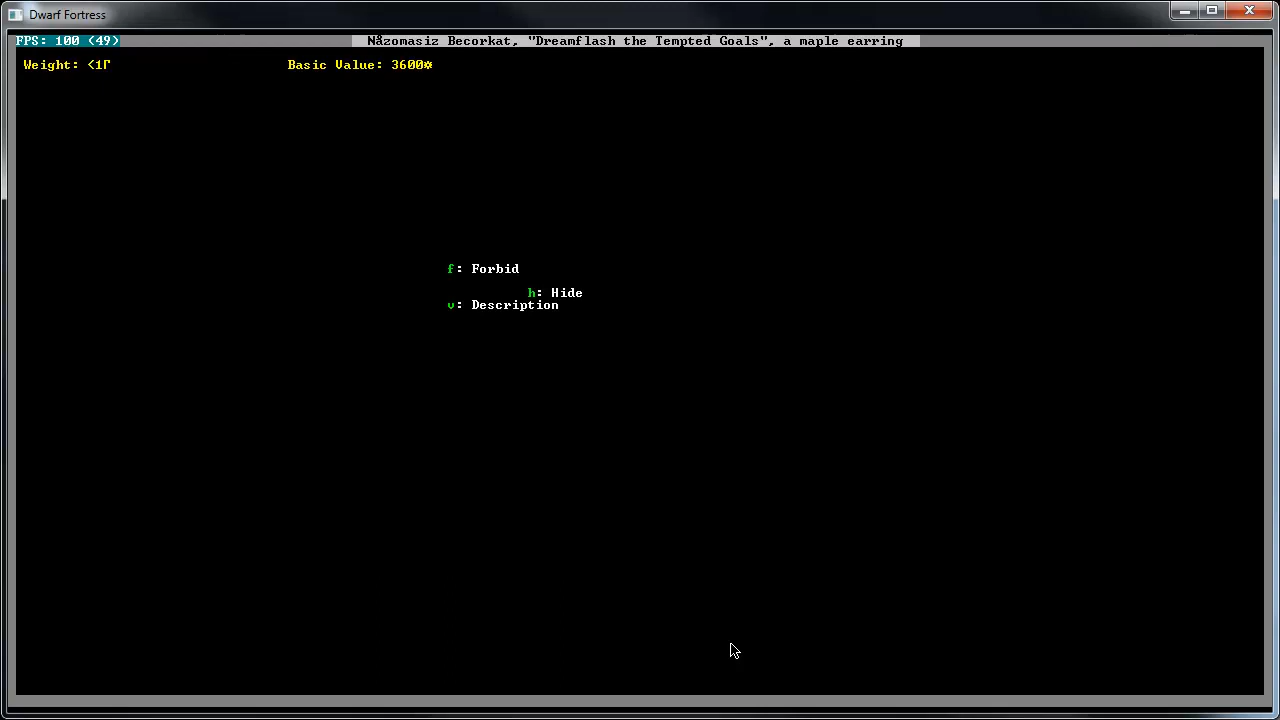 Dwarf Fortress
FPS: 100 (49)
Nåzomasiz Becorkat, "Dreamflash the Tempted Goals", a maple earring
Weight: <1Γ
Basic Value: 3600☼
f: Forbid
h: Hide
v: Description